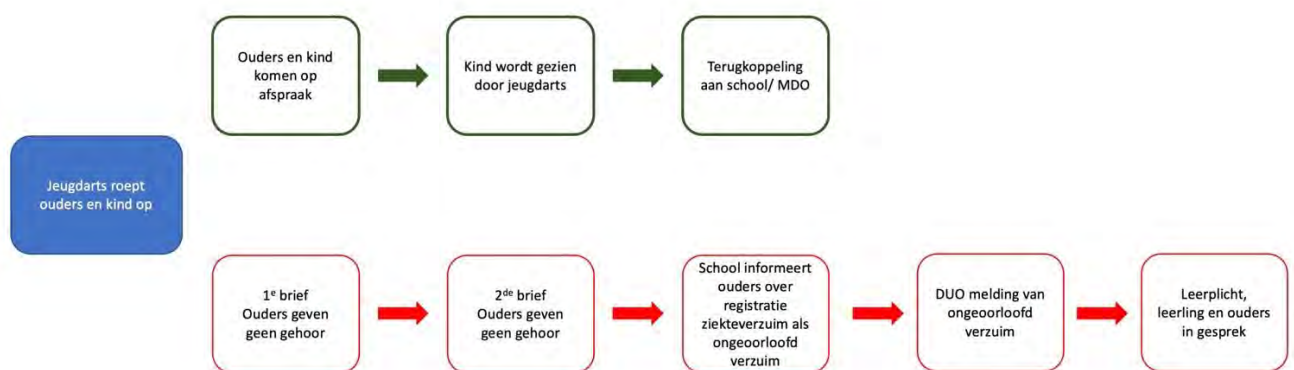 Ouders en kind
komen op
afspraak
Kind wordt gezien
door jeugdarts
Terugkoppeling
aan school/ MDO
Jeugdarts roept
ouders en kind op
1e brief
Ouders geven
geen gehoor
2de brief
Ouders geven
geen gehoor
School informeert
ouders over
registratie
ziekteverzuim als
ongeoorloofd
verzuim
DUO melding van
ongeoorloofd
verzuim
Leerplicht,
leerling en ouders
in gesprek